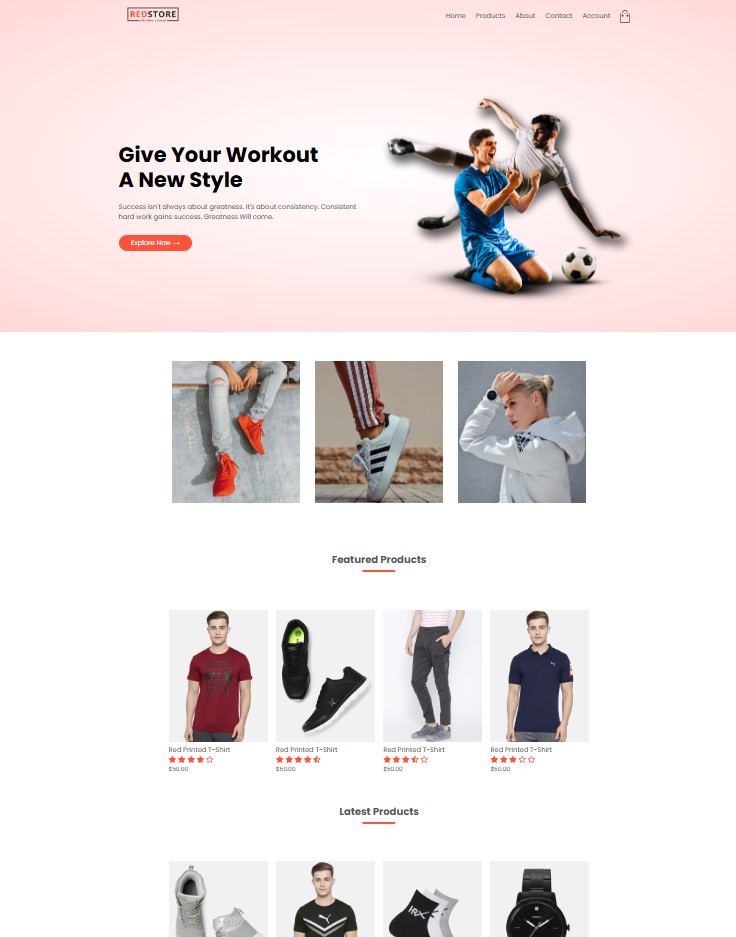 REDSTORE
Home Products About Contact Account
Give Your Workout
A New Style
Success isn't always about greatness. It's about consistency. Consistent
hard work gains success. Greatness Will come.
Explore Now →
Featured Products
Red Printed T-Shirt Red Printed T-Shirt Red Printed T-Shirt Red Printed T-Shirt
$50.00 $50.00 $50.00 $50.00
Latest Products
HRX